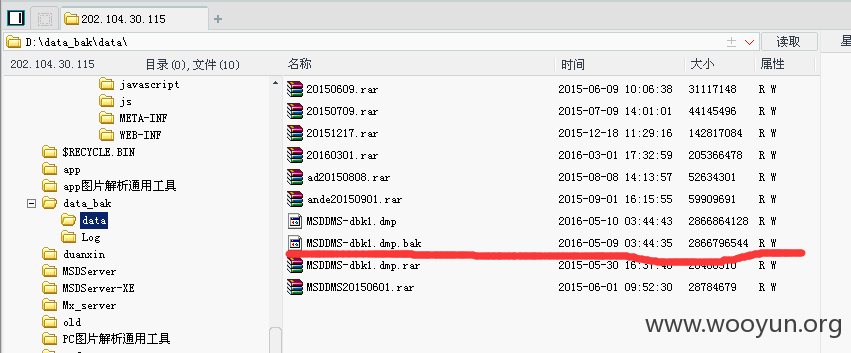 202.104.30.115
D:\data_bak\data\ 读取 星
202.104.30.115 目录(0),文件(10) 名称 时间 大小 属性
javascript
js
META-INF
WEB-INF
$RECYCLE.BIN
app
app图片解析通用工具
data_bak
data
Log
duanxin
MSDServer
MSDServer-XE
Mx_server
old
PC图片解析通用工具
20150609.rar 2015-06-09 10:06:38 31117148 R W
20150709.rar 2015-07-09 14:01:01 44145496 R W
20151217.rar 2015-12-18 11:29:16 142817084 R W
20160301.rar 2016-03-01 17:32:59 205366478 R W
ad20150808.rar 2015-08-08 14:13:57 52634301 R W
ande20150901.rar 2015-09-01 16:15:55 59909691 R W
MSDDMS-dbk1.dmp 2016-05-10 03:44:43 2866864128 R W
MSDDMS-dbk1.dmp.bak 2016-05-09 03:44:35 2866796544 R W
MSDDMS-dbk1.dmp.rar 2015-05-30 R W
MSDDMS20150601.rar 2015-06-01 09:52:30 28784679 R W
www.wooyun.org